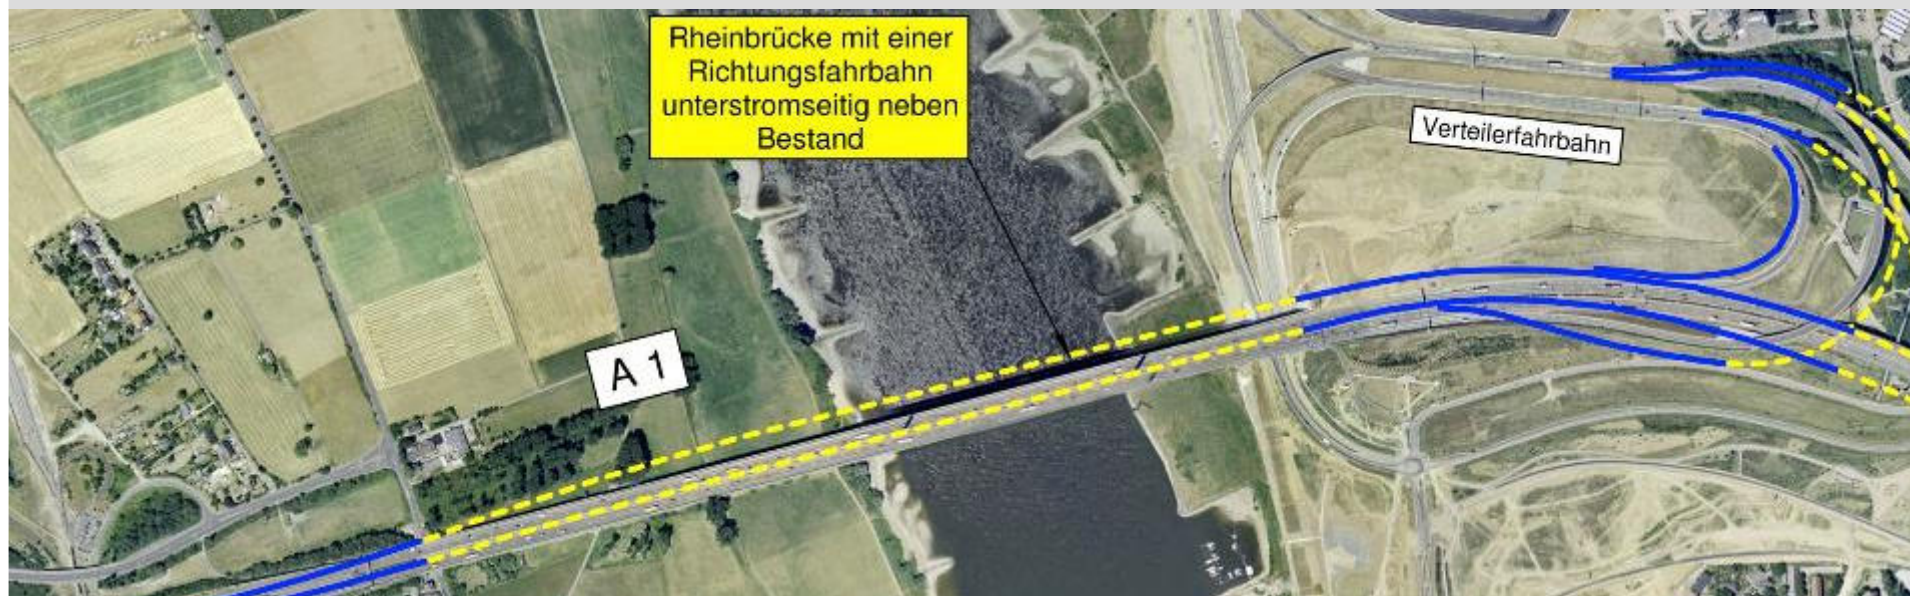 Rheinbrücke mit einer
Richtungsfahrbahn
unterstromseitig neben
Bestand
Verteilerfahrbahn
A 1